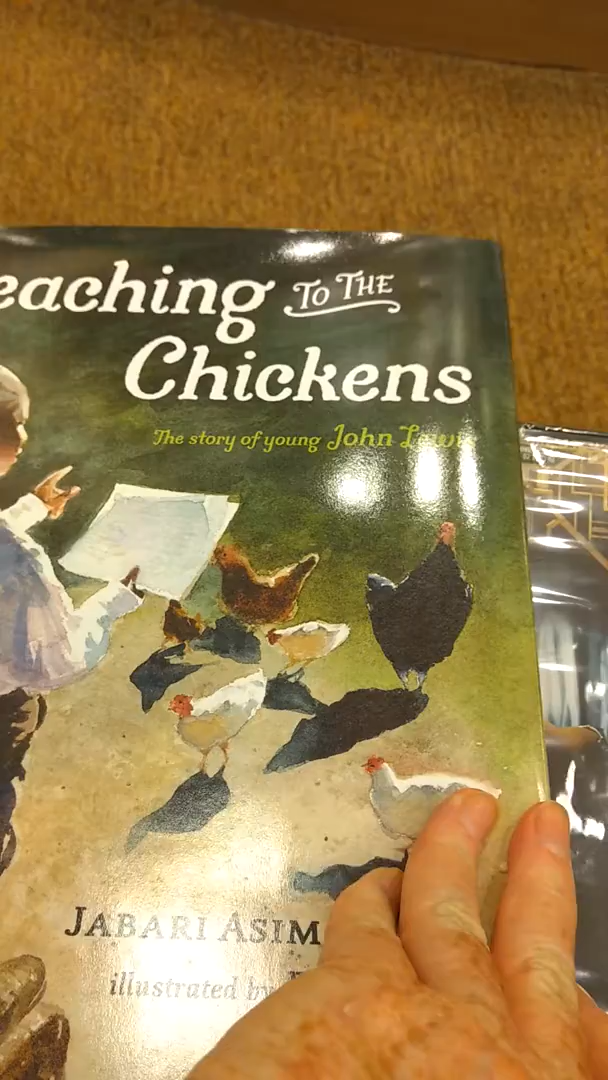 eaching TO THE
Chickens
The story of young John Lewis
JABARI ASIM
illustrated by